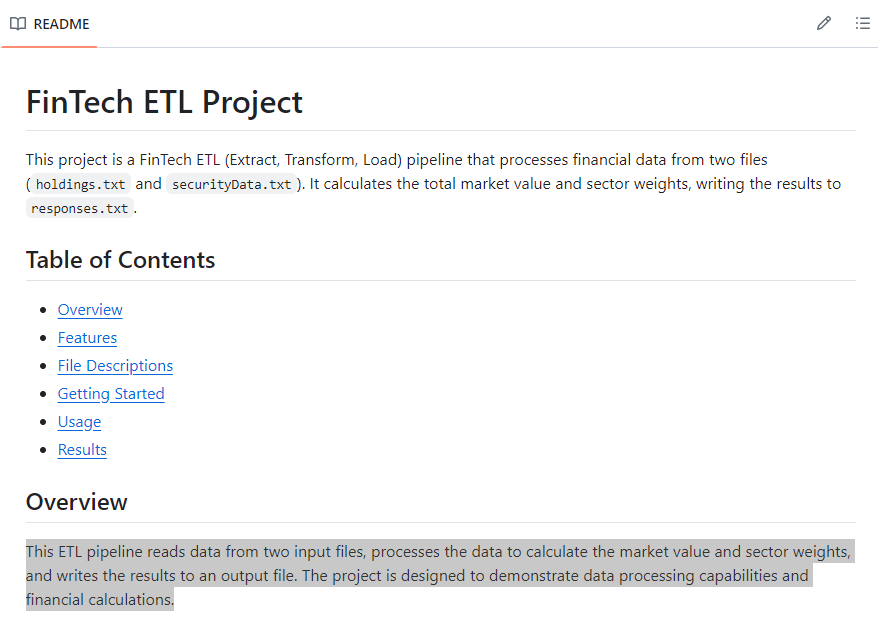 README
FinTech ETL Project
This project is a FinTech ETL (Extract, Transform, Load) pipeline that processes financial data from two files
( holdings.txt and securityData.txt ). It calculates the total market value and sector weights, writing the results to
responses.txt .
Table of Contents
Overview
Features
File Descriptions
Getting Started
Usage
Results
Overview
This ETL pipeline reads data from two input files, processes the data to calculate the market value and sector weights,
and writes the results to an output file. The project is designed to demonstrate data processing capabilities and
financial calculations.